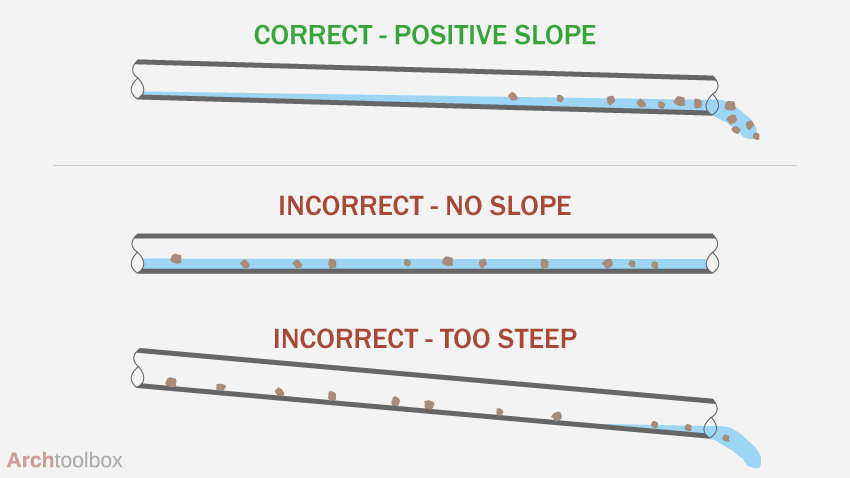 CORRECT - POSITIVE SLOPE
INCORRECT - NO SLOPE
INCORRECT - TOO STEEP
Archtoolbox